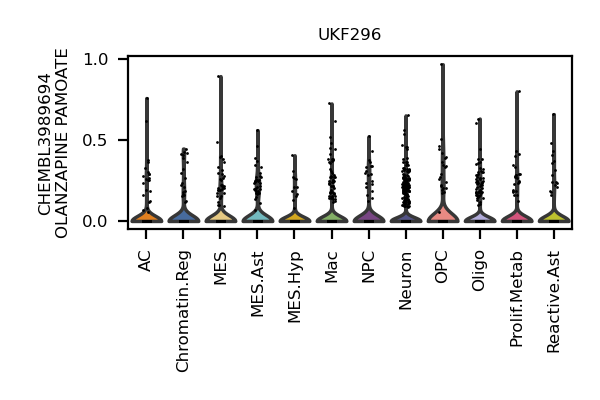 UKF296
CHEMBL3989694
OLANZAPINE PAMOATE
1.0
0.5
0.0
AC
Chromatin.Reg
MES
MES.Ast
MES.Hyp
Mac
NPC
Neuron
OPC
Oligo
Prolif.Metab
Reactive.Ast